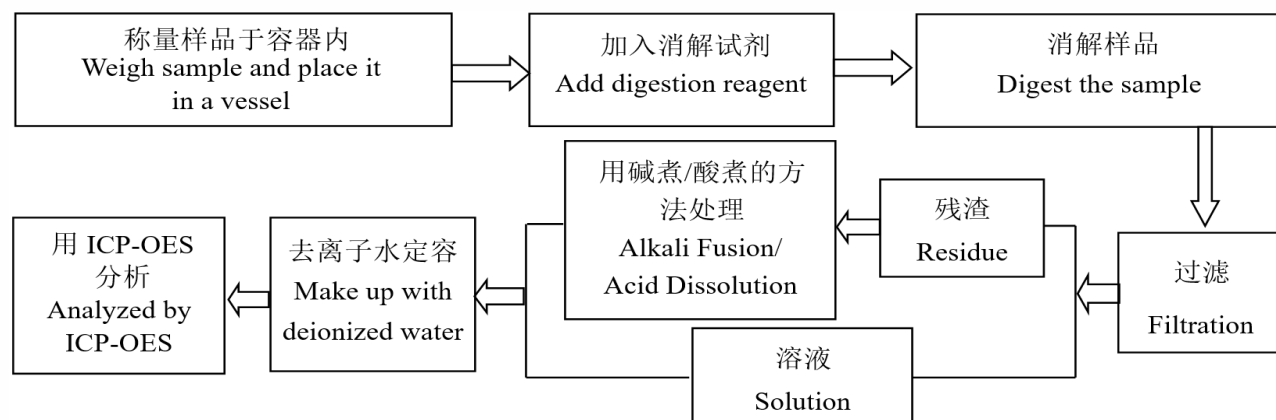 称量样品于容器内
Weigh sample and place it
in a vessel
加入消解试剂
Add digestion reagent
消解样品
Digest the sample
过滤
Filtration
残渣
Residue
溶液
Solution
用碱煮/酸煮的方
法处理
Alkali Fusion/
Acid Dissolution
去离子水定容
Make up with
deionized water
用 ICP-OES
分析
Analyzed by
ICP-OES